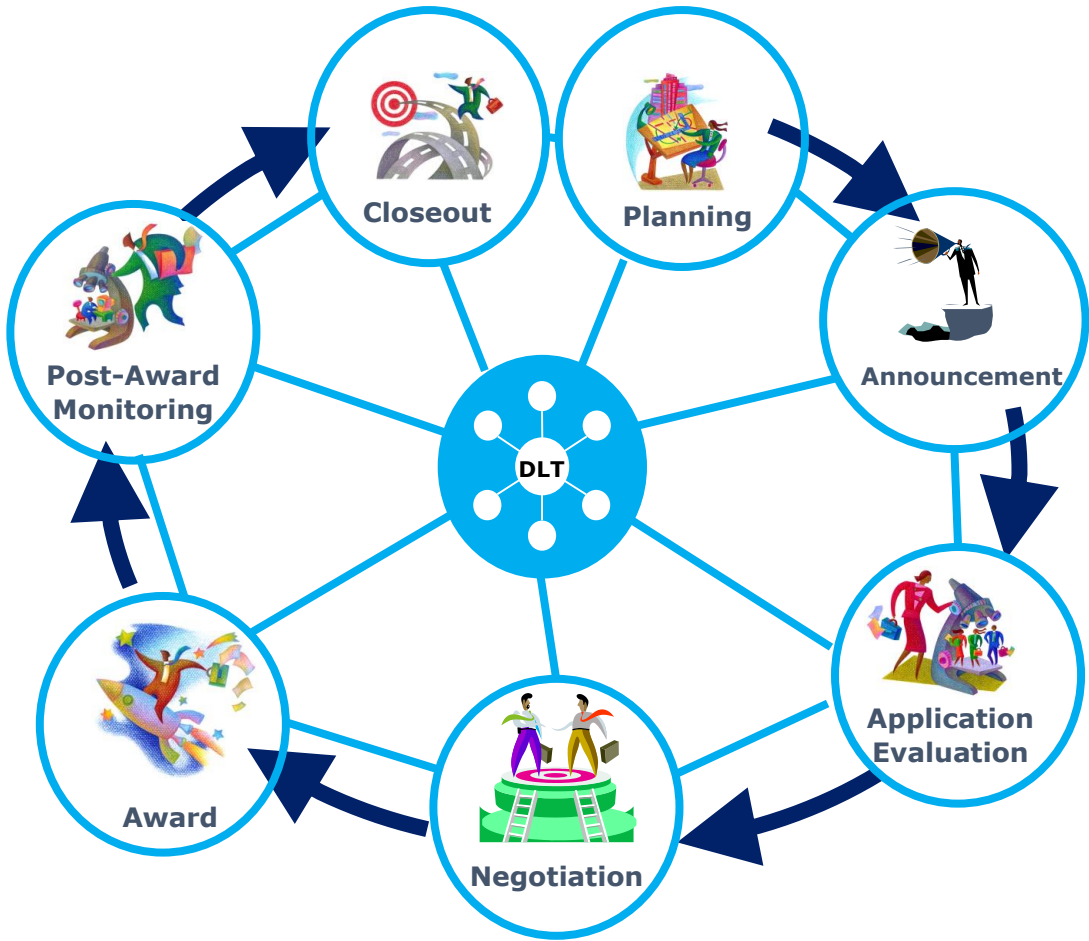 Closeout
Planning
Announcement
Post-Award
Monitoring
DLT
Application
Evaluation
Award
Negotiation